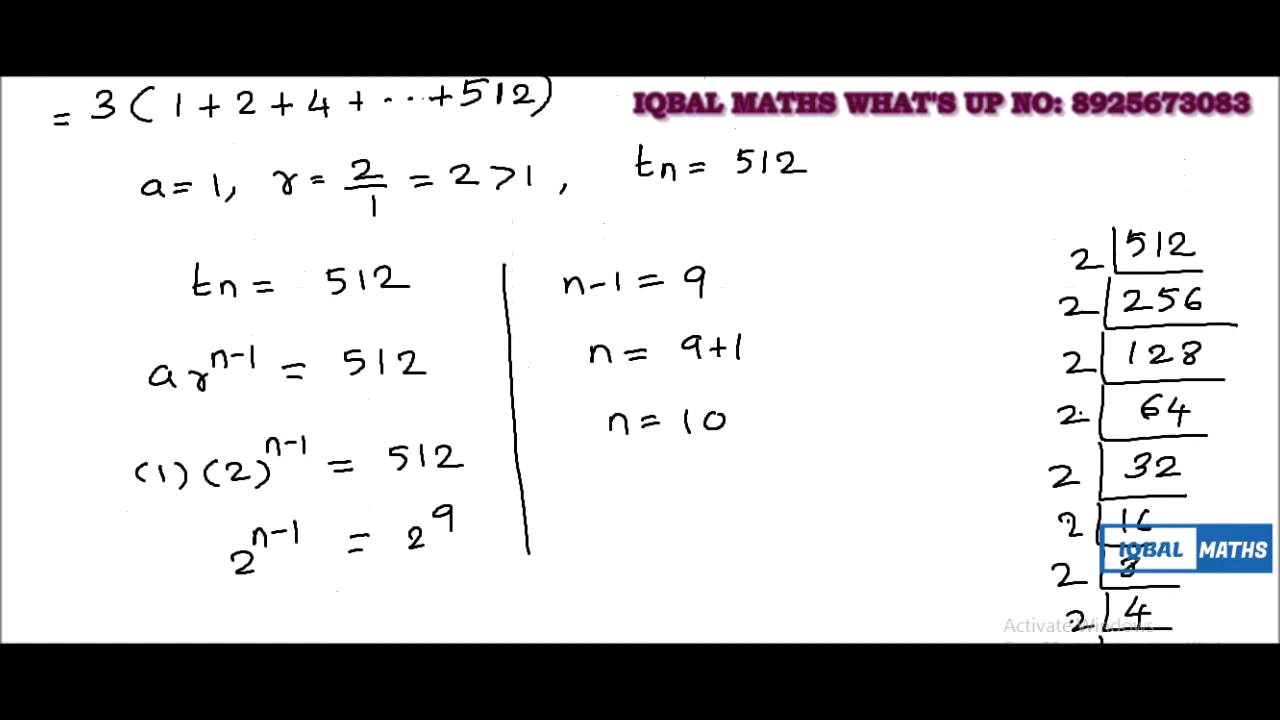 = 3 ( 1 + 2 + 4 + ... + 512)
IQBAL MATHS WHAT'S UP NO: 8925673083
a = 1, r = 2/1 = 2 > 1, tn = 512
tn = 512
a r^n-1 = 512
(1) (2)^n-1 = 512
2^n-1 = 2^9
n-1 = 9
n = 9+1
n = 10
2 | 512
2 | 256
2 | 128
2 | 64
2 | 32
2 | 16
IQBAL MATHS
2 | 8
2 | 4
Activate Windows